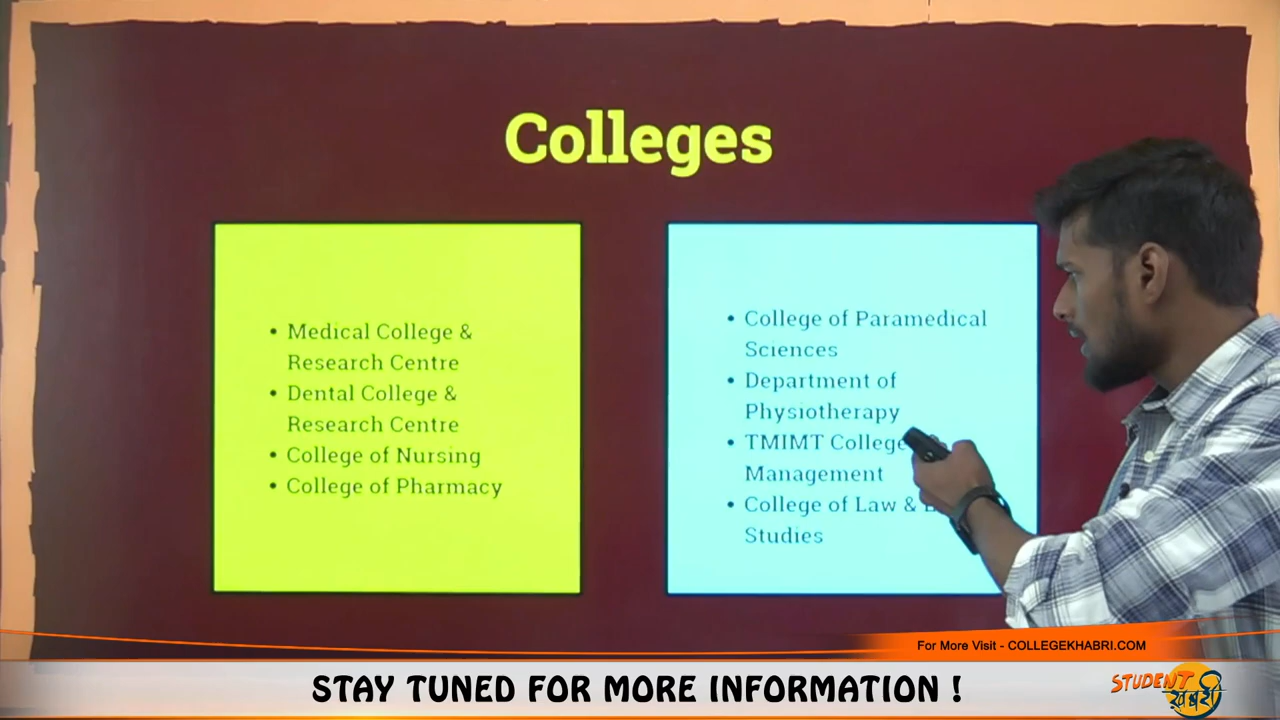 Colleges
• Medical College &
Research Centre
• Dental College &
Research Centre
• College of Nursing
• College of Pharmacy
• College of Paramedical
Sciences
• Department of
Physiotherapy
• TMIMT College
Management
• College of Law &
Studies
For More Visit - COLLEGEKHABRI.COM
STAY TUNED FOR MORE INFORMATION !
STUDENT
खबरी